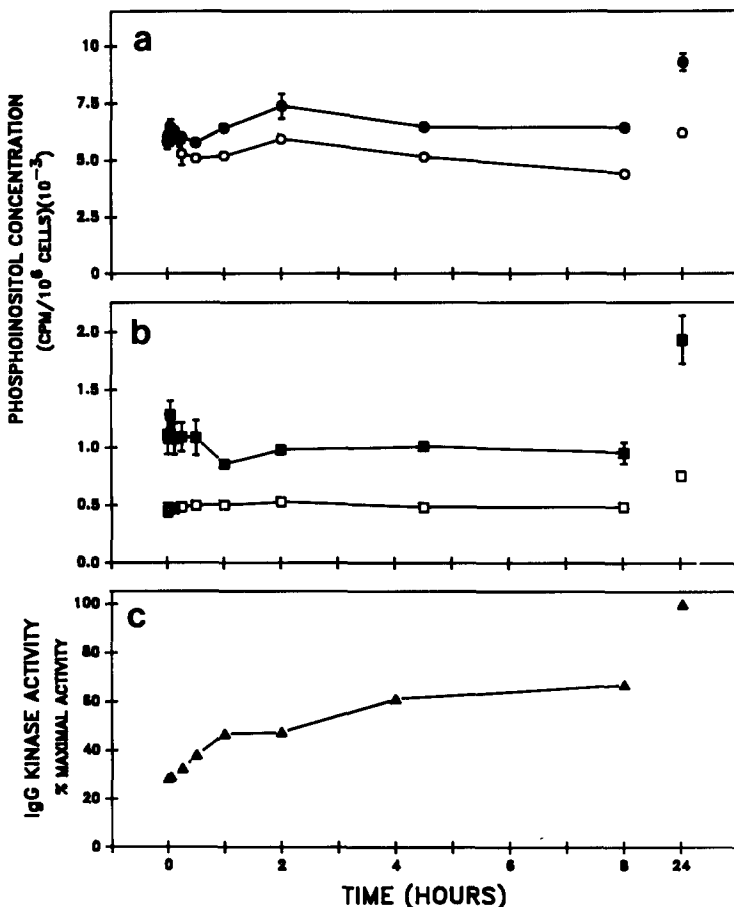 PHOSPHOINOSITOL CONCENTRATION
(CPM/10⁶ CELLS)(10⁻³)
a
10
7.5
5.0
2.5
0
b
2.0
1.5
1.0
0.5
0.0
IgG KINASE ACTIVITY
% MAXIMAL ACTIVITY
c
100
80
60
40
20
0
0 2 4 6 8 24
TIME (HOURS)